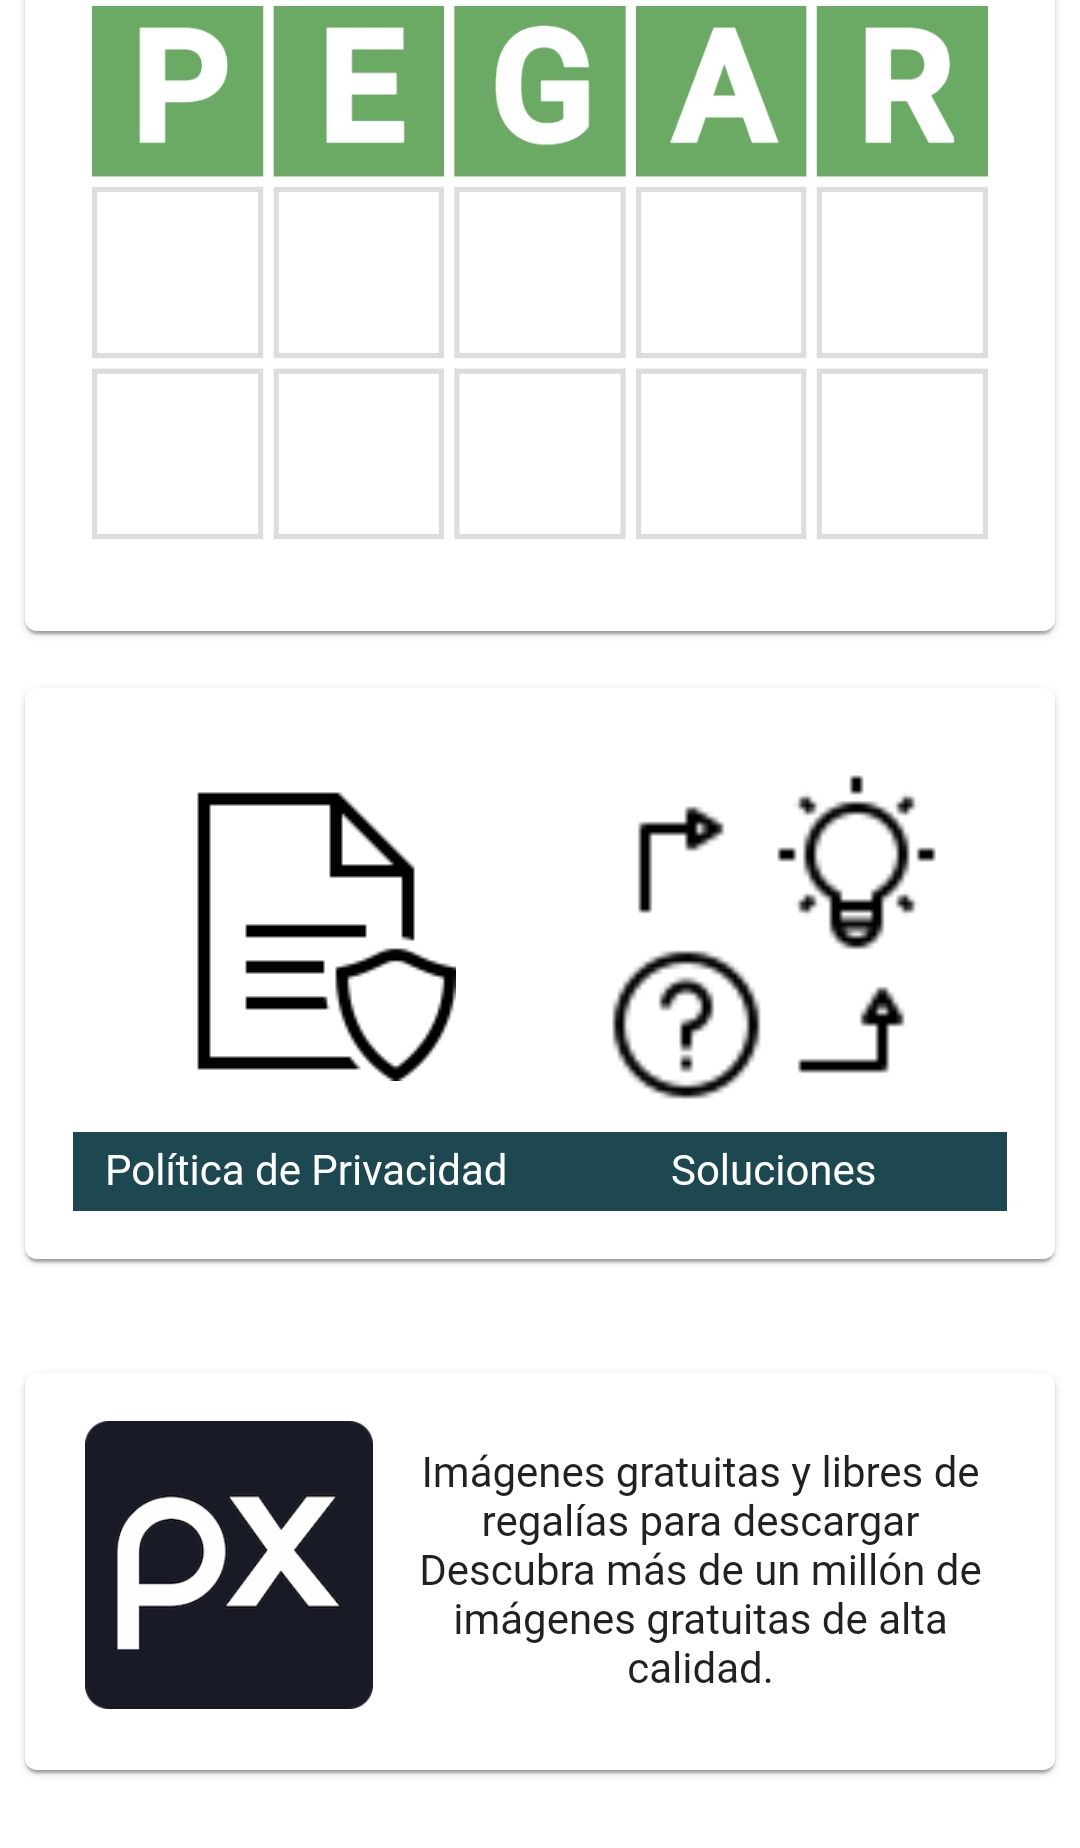 PEGAR
?
Política de Privacidad
Soluciones
px
Imágenes gratuitas y libres de
regalías para descargar
Descubra más de un millón de
imágenes gratuitas de alta
calidad.